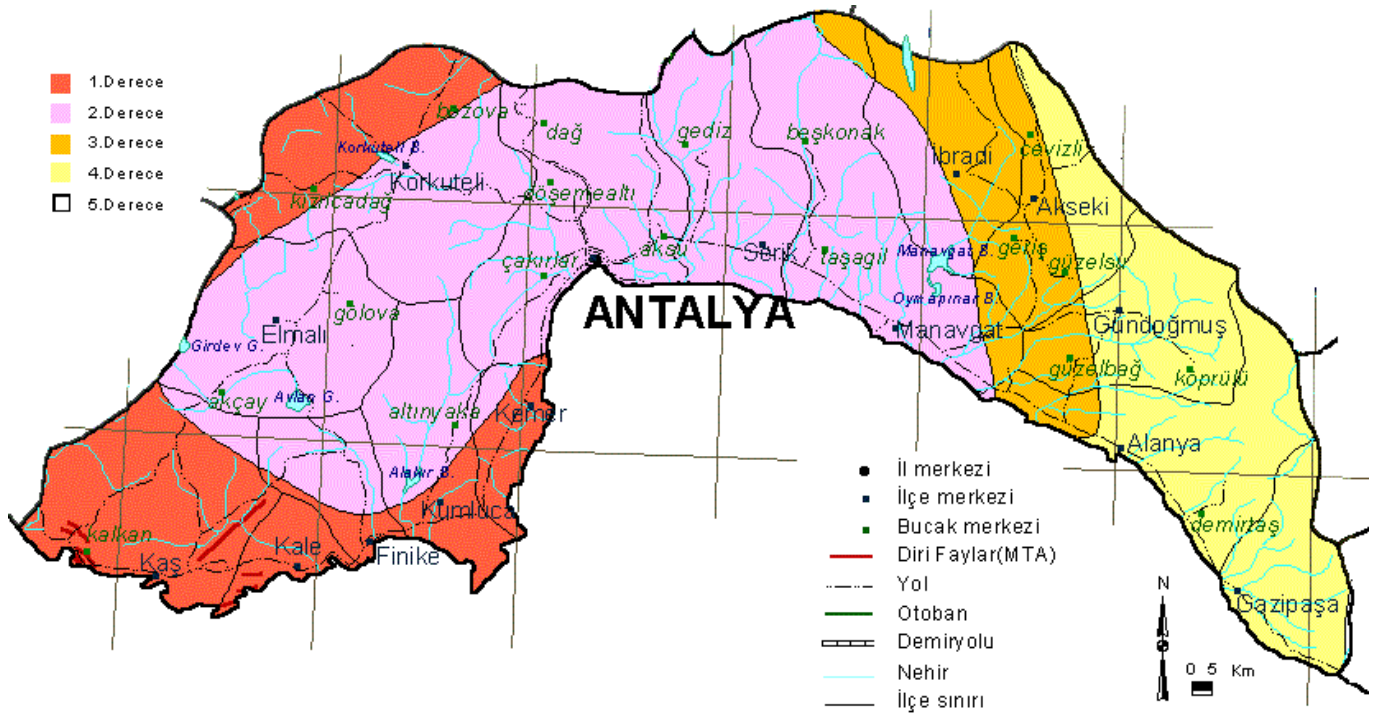 1.Derece
2.Derece
3.Derece
4.Derece
5.Derece
bozova
dağ
gediz
beşkonak
İbradı
cevizli
Korkuteli B.
Korkuteli
kızılcadağ
döşemealtı
Akseki
çakırlar
aksu
Serik
taşagıl
Manavgat B.
geriş
güzelsu
Oymapınar B.
ANTALYA
Manavgat
Gündoğmuş
gölova
Elmalı
Girdev G.
güzelbağ
köprülü
akçay
Avlan G.
altınyaka
Kemer
Alanya
Alakır B.
Kumluca
kalkan
Kaş
Kale
Finike
demirtaş
Gazipaşa
İl merkezi
İlçe merkezi
Bucak merkezi
Diri Faylar(MTA)
Yol
Otoban
Demiryolu
Nehir
İlçe sınırı
N
0 5 Km